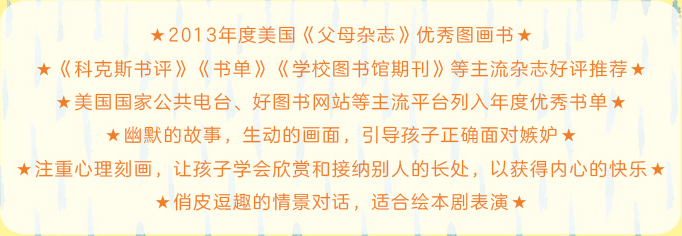 ★2013年度美国《父母杂志》优秀图画书★
★《科克斯书评》《书单》《学校图书馆期刊》等主流杂志好评推荐★
★美国国家公共电台、好图书网站等主流平台列入年度优秀书单★
★幽默的故事，生动的画面，引导孩子正确面对嫉妒★
★注重心理刻画，让孩子学会欣赏和接纳别人的长处，以获得内心的快乐★
★俏皮逗趣的情景对话，适合绘本剧表演★